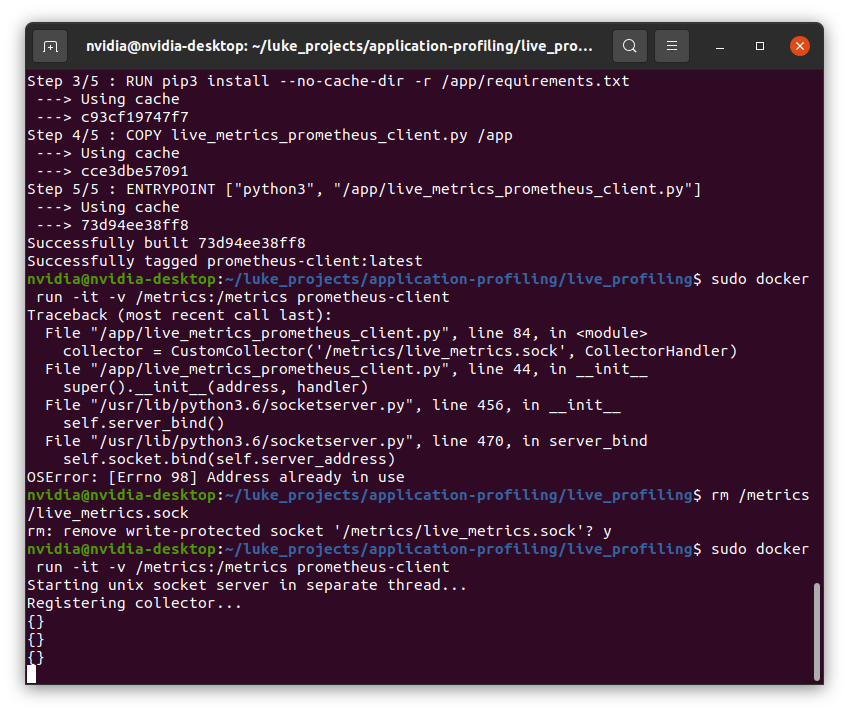 nvidia@nvidia-desktop: ~/luke_projects/application-profiling/live_pro...
Step 3/5 : RUN pip3 install --no-cache-dir -r /app/requirements.txt
 ---> Using cache
 ---> c93cf19747f7
Step 4/5 : COPY live_metrics_prometheus_client.py /app
 ---> Using cache
 ---> cce3dbe57091
Step 5/5 : ENTRYPOINT ["python3", "/app/live_metrics_prometheus_client.py"]
 ---> Using cache
 ---> 73d94ee38ff8
Successfully built 73d94ee38ff8
Successfully tagged prometheus-client:latest
nvidia@nvidia-desktop:~/luke_projects/application-profiling/live_profiling$ sudo docker
 run -it -v /metrics:/metrics prometheus-client
Traceback (most recent call last):
  File "/app/live_metrics_prometheus_client.py", line 84, in <module>
    collector = CustomCollector('/metrics/live_metrics.sock', CollectorHandler)
  File "/app/live_metrics_prometheus_client.py", line 44, in __init__
    super().__init__(address, handler)
  File "/usr/lib/python3.6/socketserver.py", line 456, in __init__
    self.server_bind()
  File "/usr/lib/python3.6/socketserver.py", line 470, in server_bind
    self.socket.bind(self.server_address)
OSError: [Errno 98] Address already in use
nvidia@nvidia-desktop:~/luke_projects/application-profiling/live_profiling$ rm /metrics
/live_metrics.sock
rm: remove write-protected socket '/metrics/live_metrics.sock'? y
nvidia@nvidia-desktop:~/luke_projects/application-profiling/live_profiling$ sudo docker
 run -it -v /metrics:/metrics prometheus-client
Starting unix socket server in separate thread...
Registering collector...
{}
{}
{}